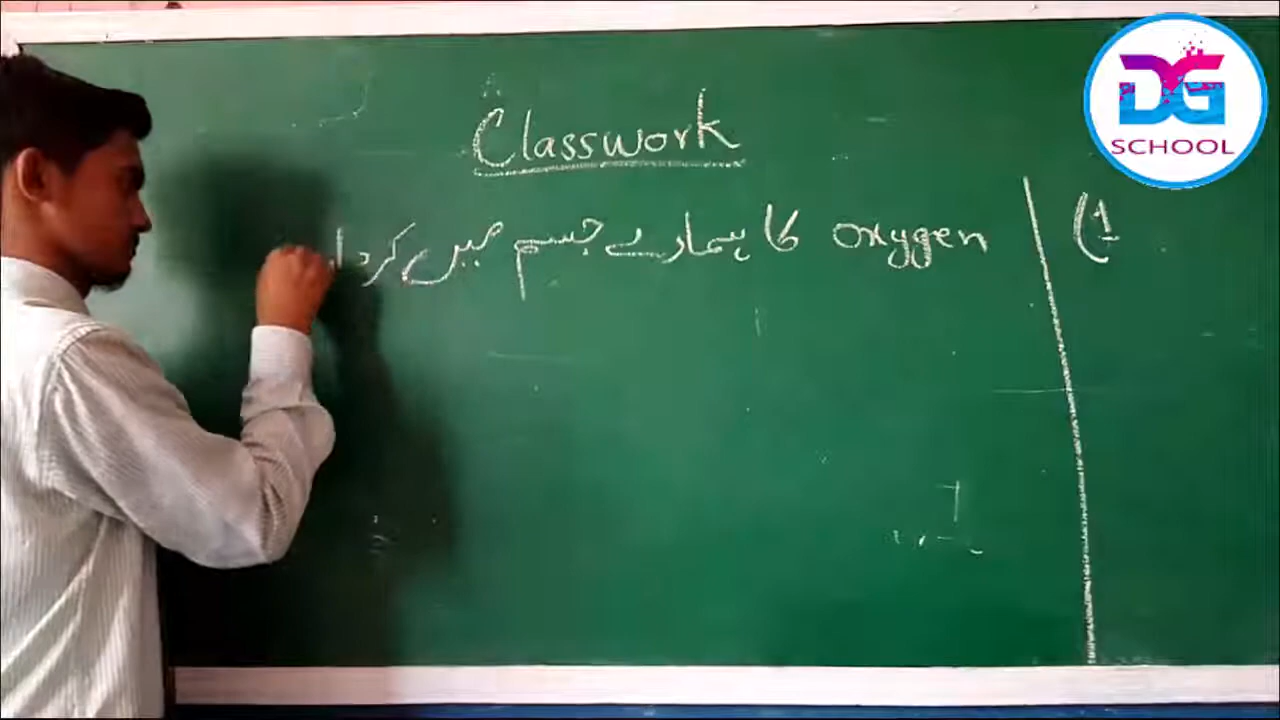 Classwork
(1 oxygen کا ہمارے جسم میں کردا
DG
SCHOOL